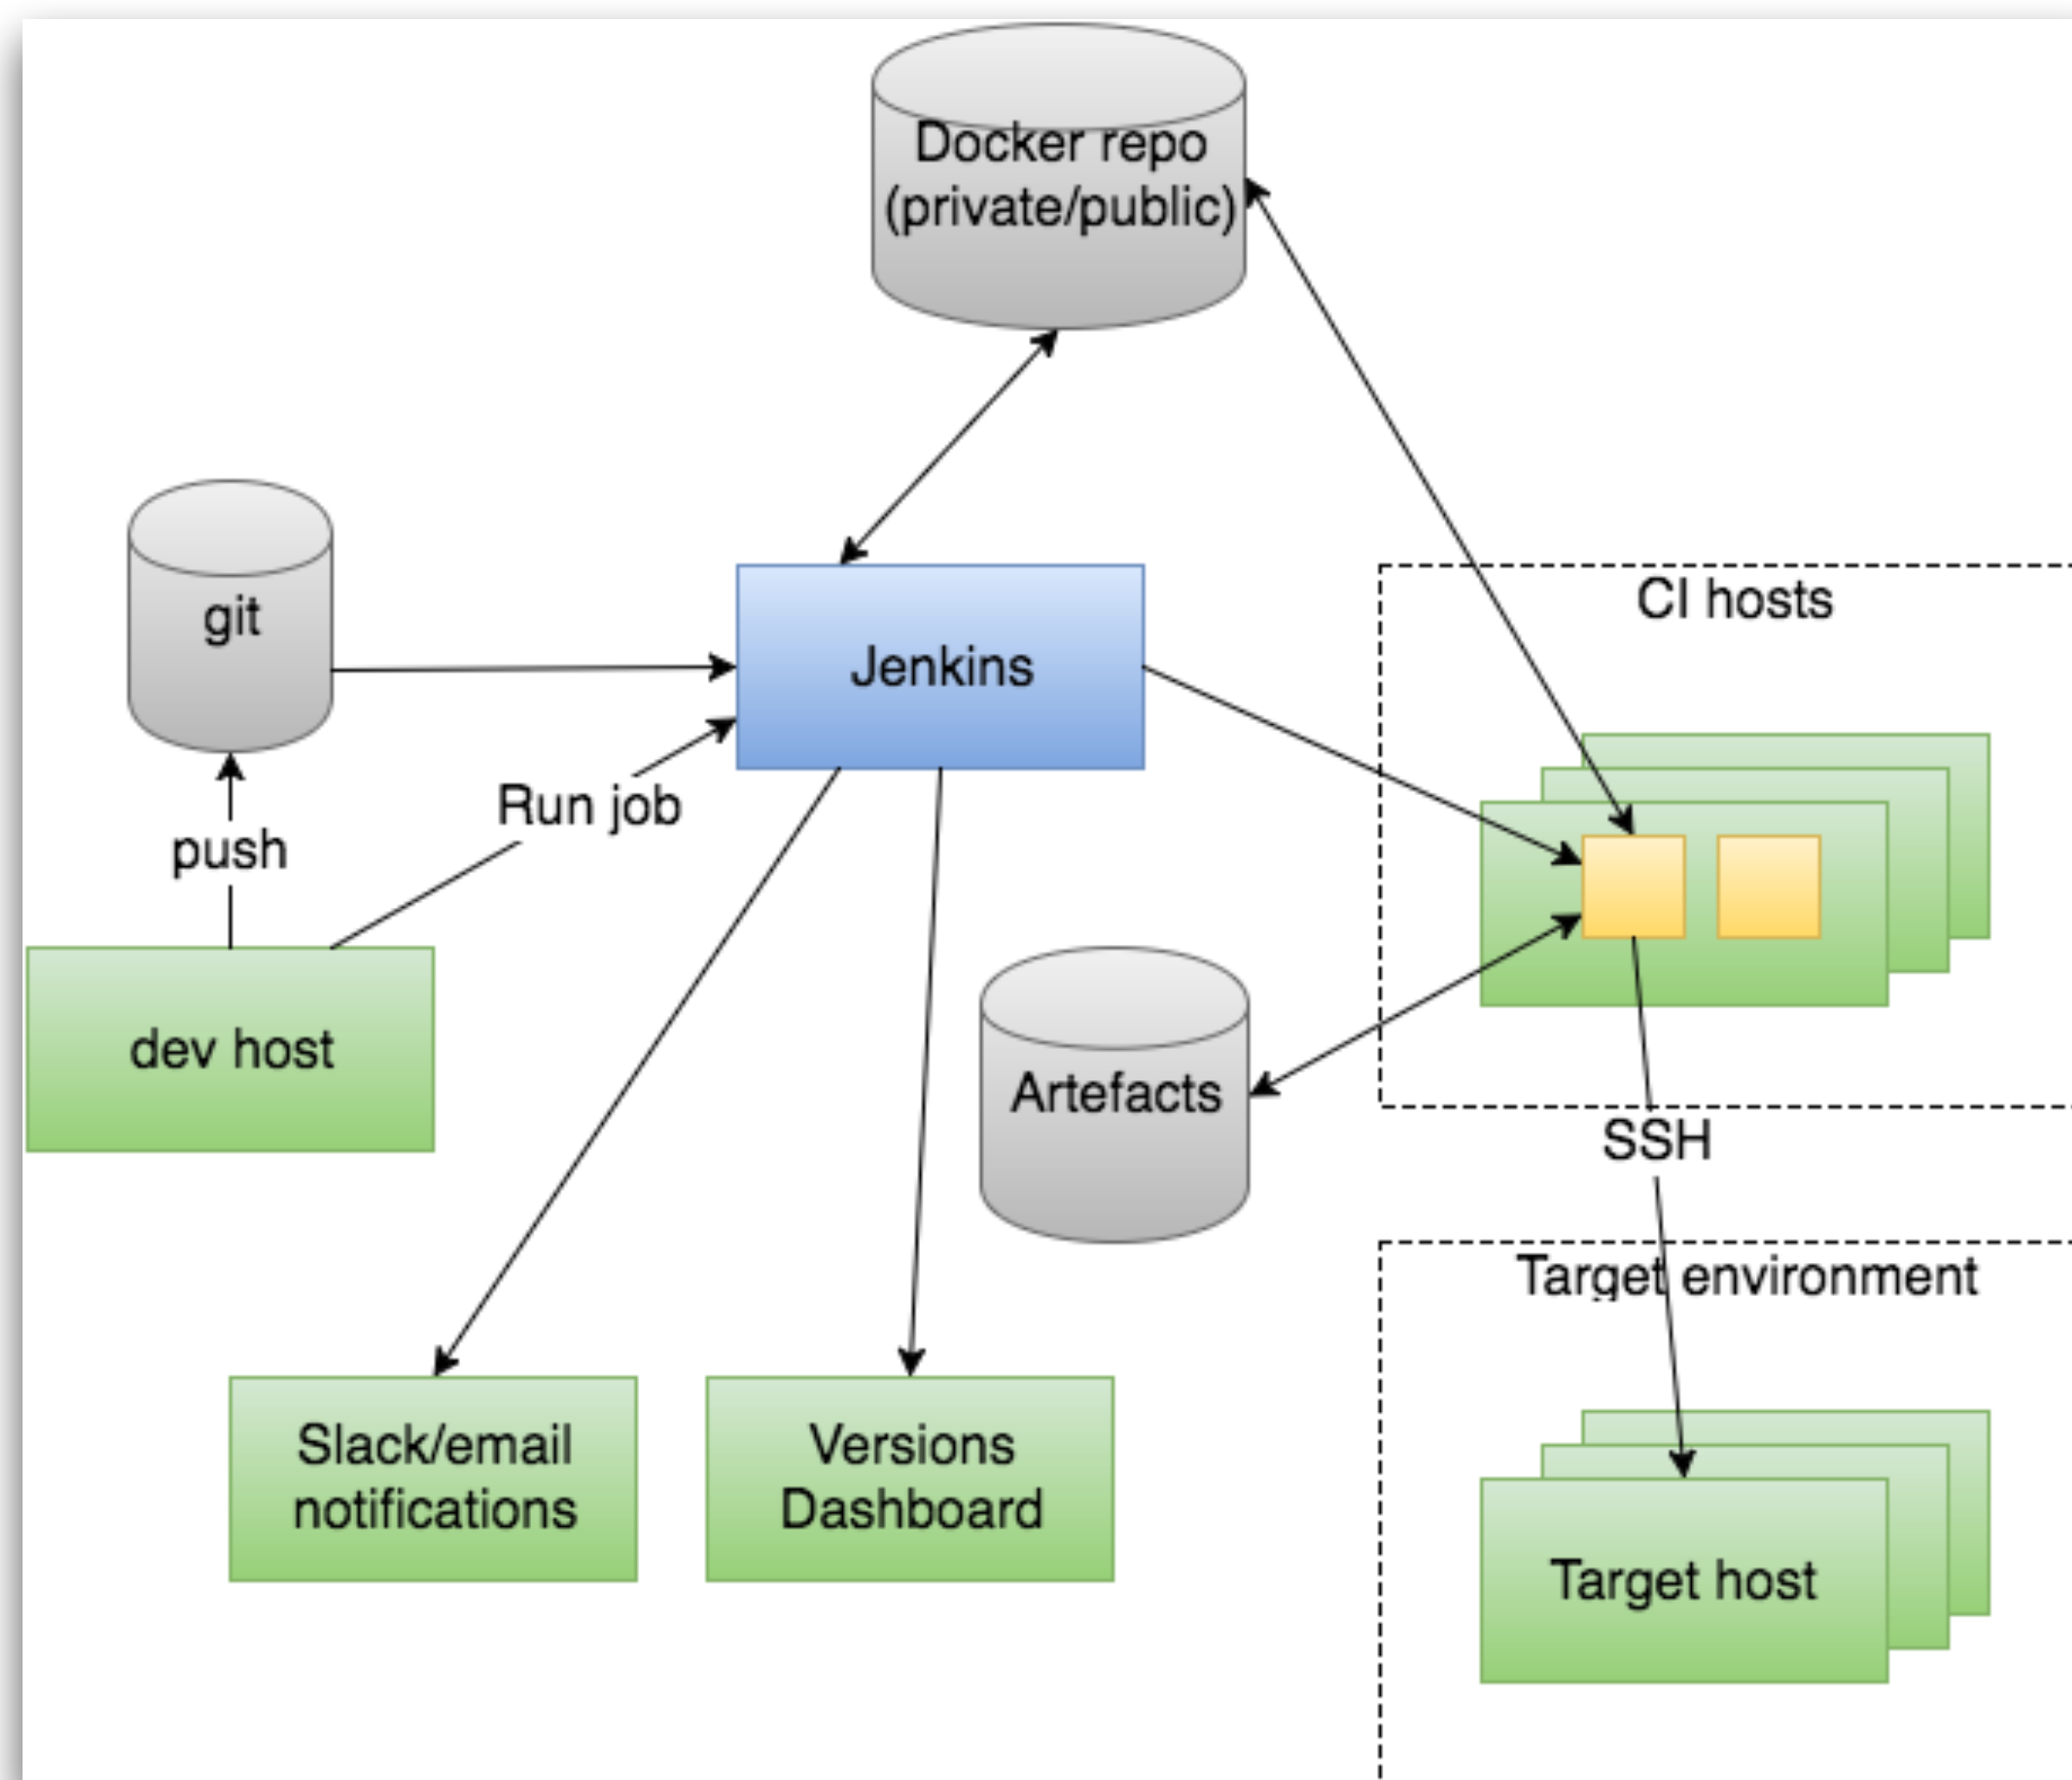 Docker repo
(private/public)
git
Jenkins
CI hosts
Run job
push
dev host
Artefacts
SSH
Target environment
Slack/email
notifications
Versions
Dashboard
Target host